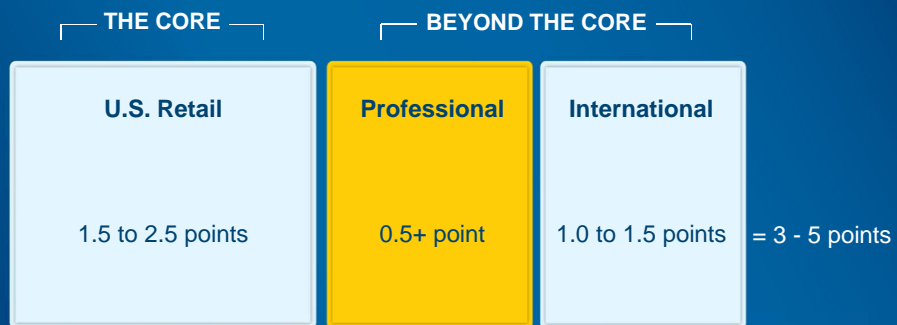 THE CORE
BEYOND THE CORE
U.S. Retail
Professional
International
1.5 to 2.5 points
0.5+ point
1.0 to 1.5 points
= 3 - 5 points